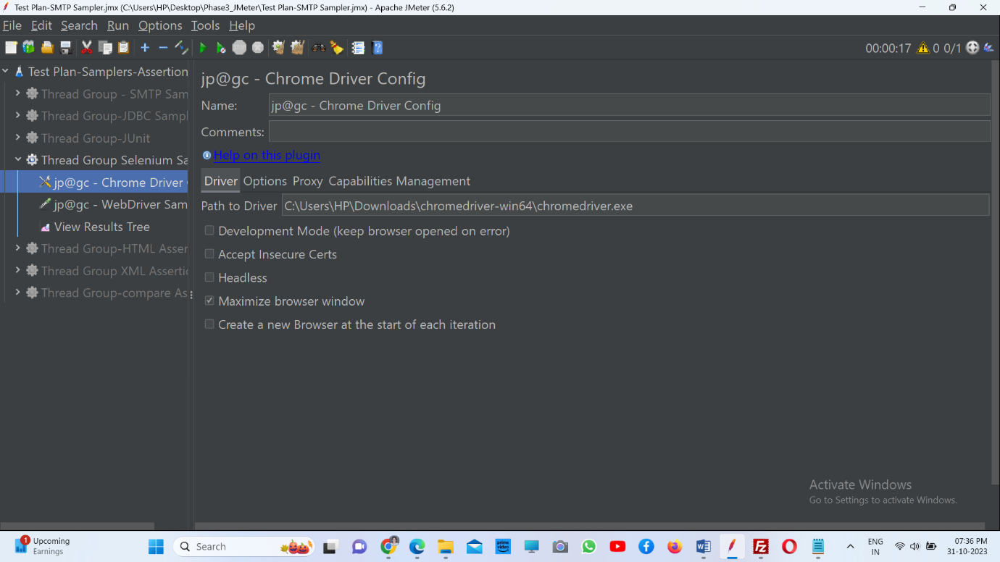 Test Plan-SMTP Sampler.jmx (C:\Users\HP\Desktop\Phase3_JMeter\Test Plan-SMTP Sampler.jmx) - Apache JMeter (5.6.2)
File Edit Search Run Options Tools Help
00:00:17 0 0/1
Test Plan-Samplers-Assertion
Thread Group - SMTP Sam
Thread Group-JDBC Sampl
Thread Group-JUnit
Thread Group Selenium Sa
jp@gc - Chrome Driver
jp@gc - WebDriver Sam
View Results Tree
Thread Group-HTML Asser
Thread Group XML Asserti
Thread Group-compare As
jp@gc - Chrome Driver Config
Name: jp@gc - Chrome Driver Config
Comments:
Help on this plugin
Driver Options Proxy Capabilities Management
Path to Driver C:\Users\HP\Downloads\chromedriver-win64\chromedriver.exe
Development Mode (keep browser opened on error)
Accept Insecure Certs
Headless
Maximize browser window
Create a new Browser at the start of each iteration
Activate Windows
Go to Settings to activate Windows.
1 Upcoming
Earnings
Search
prime video
ENG
IN
07:36 PM
31-10-2023